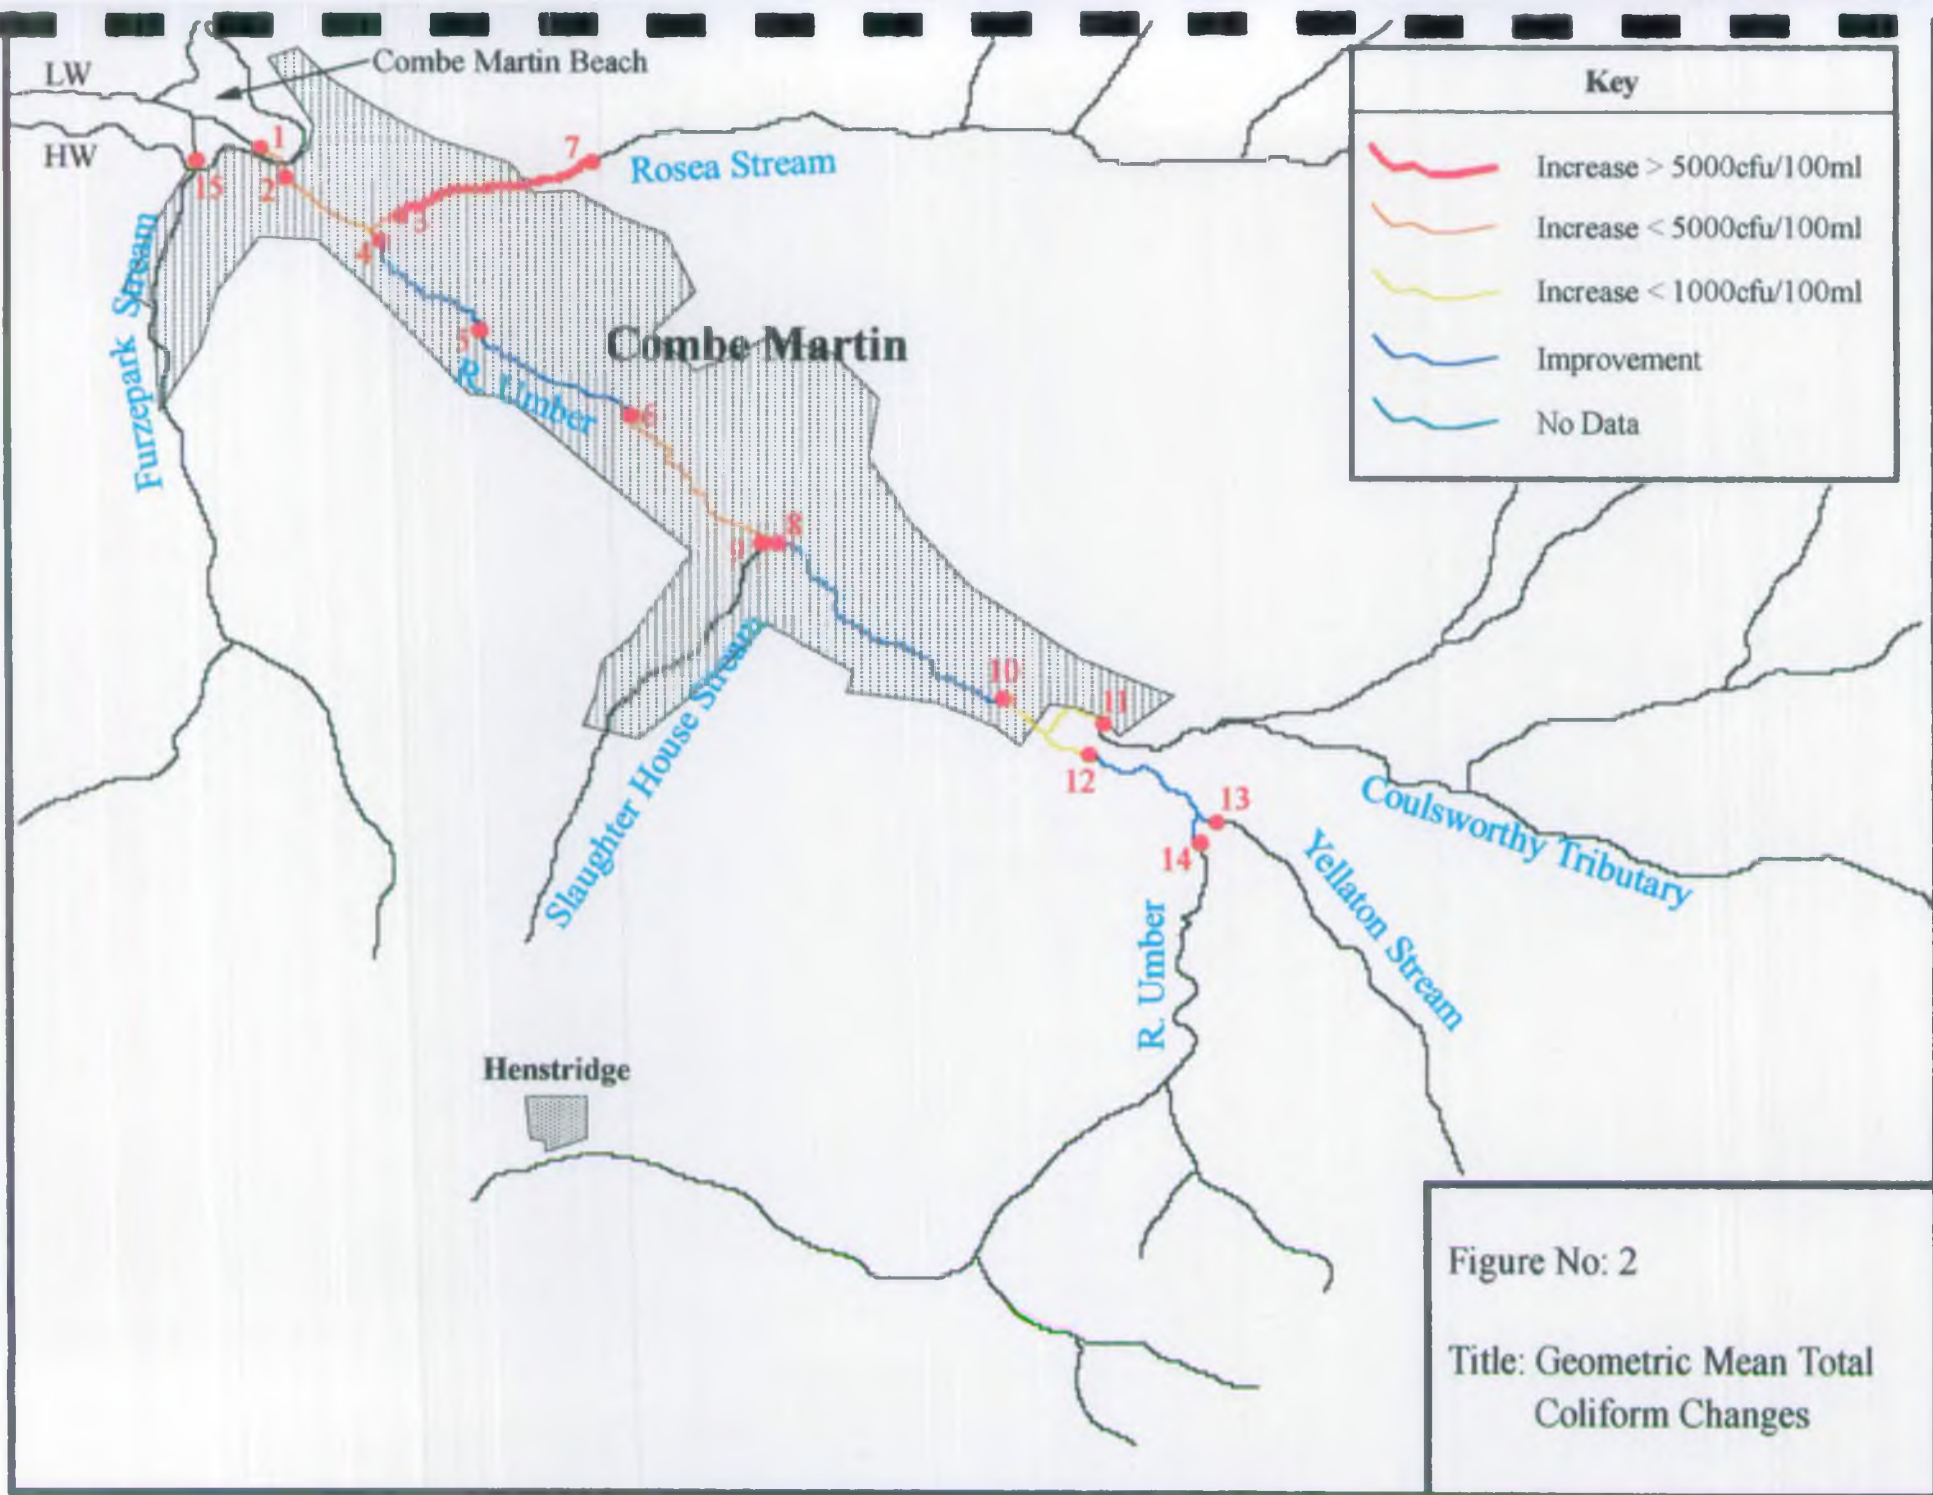 LW
Combe Martin Beach
HW
1
2
15
3
4
5
6
7
8
9
10
11
12
13
14
Rosea Stream
Furzepark Stream
Combe Martin
R. Umber
Slaughter House Stream
Coulsworthy Tributary
Yellaton Stream
R. Umber
Henstridge
Key
Increase > 5000cfu/100ml
Increase < 5000cfu/100ml
Increase < 1000cfu/100ml
Improvement
No Data
Figure No: 2
Title: Geometric Mean Total
Coliform Changes